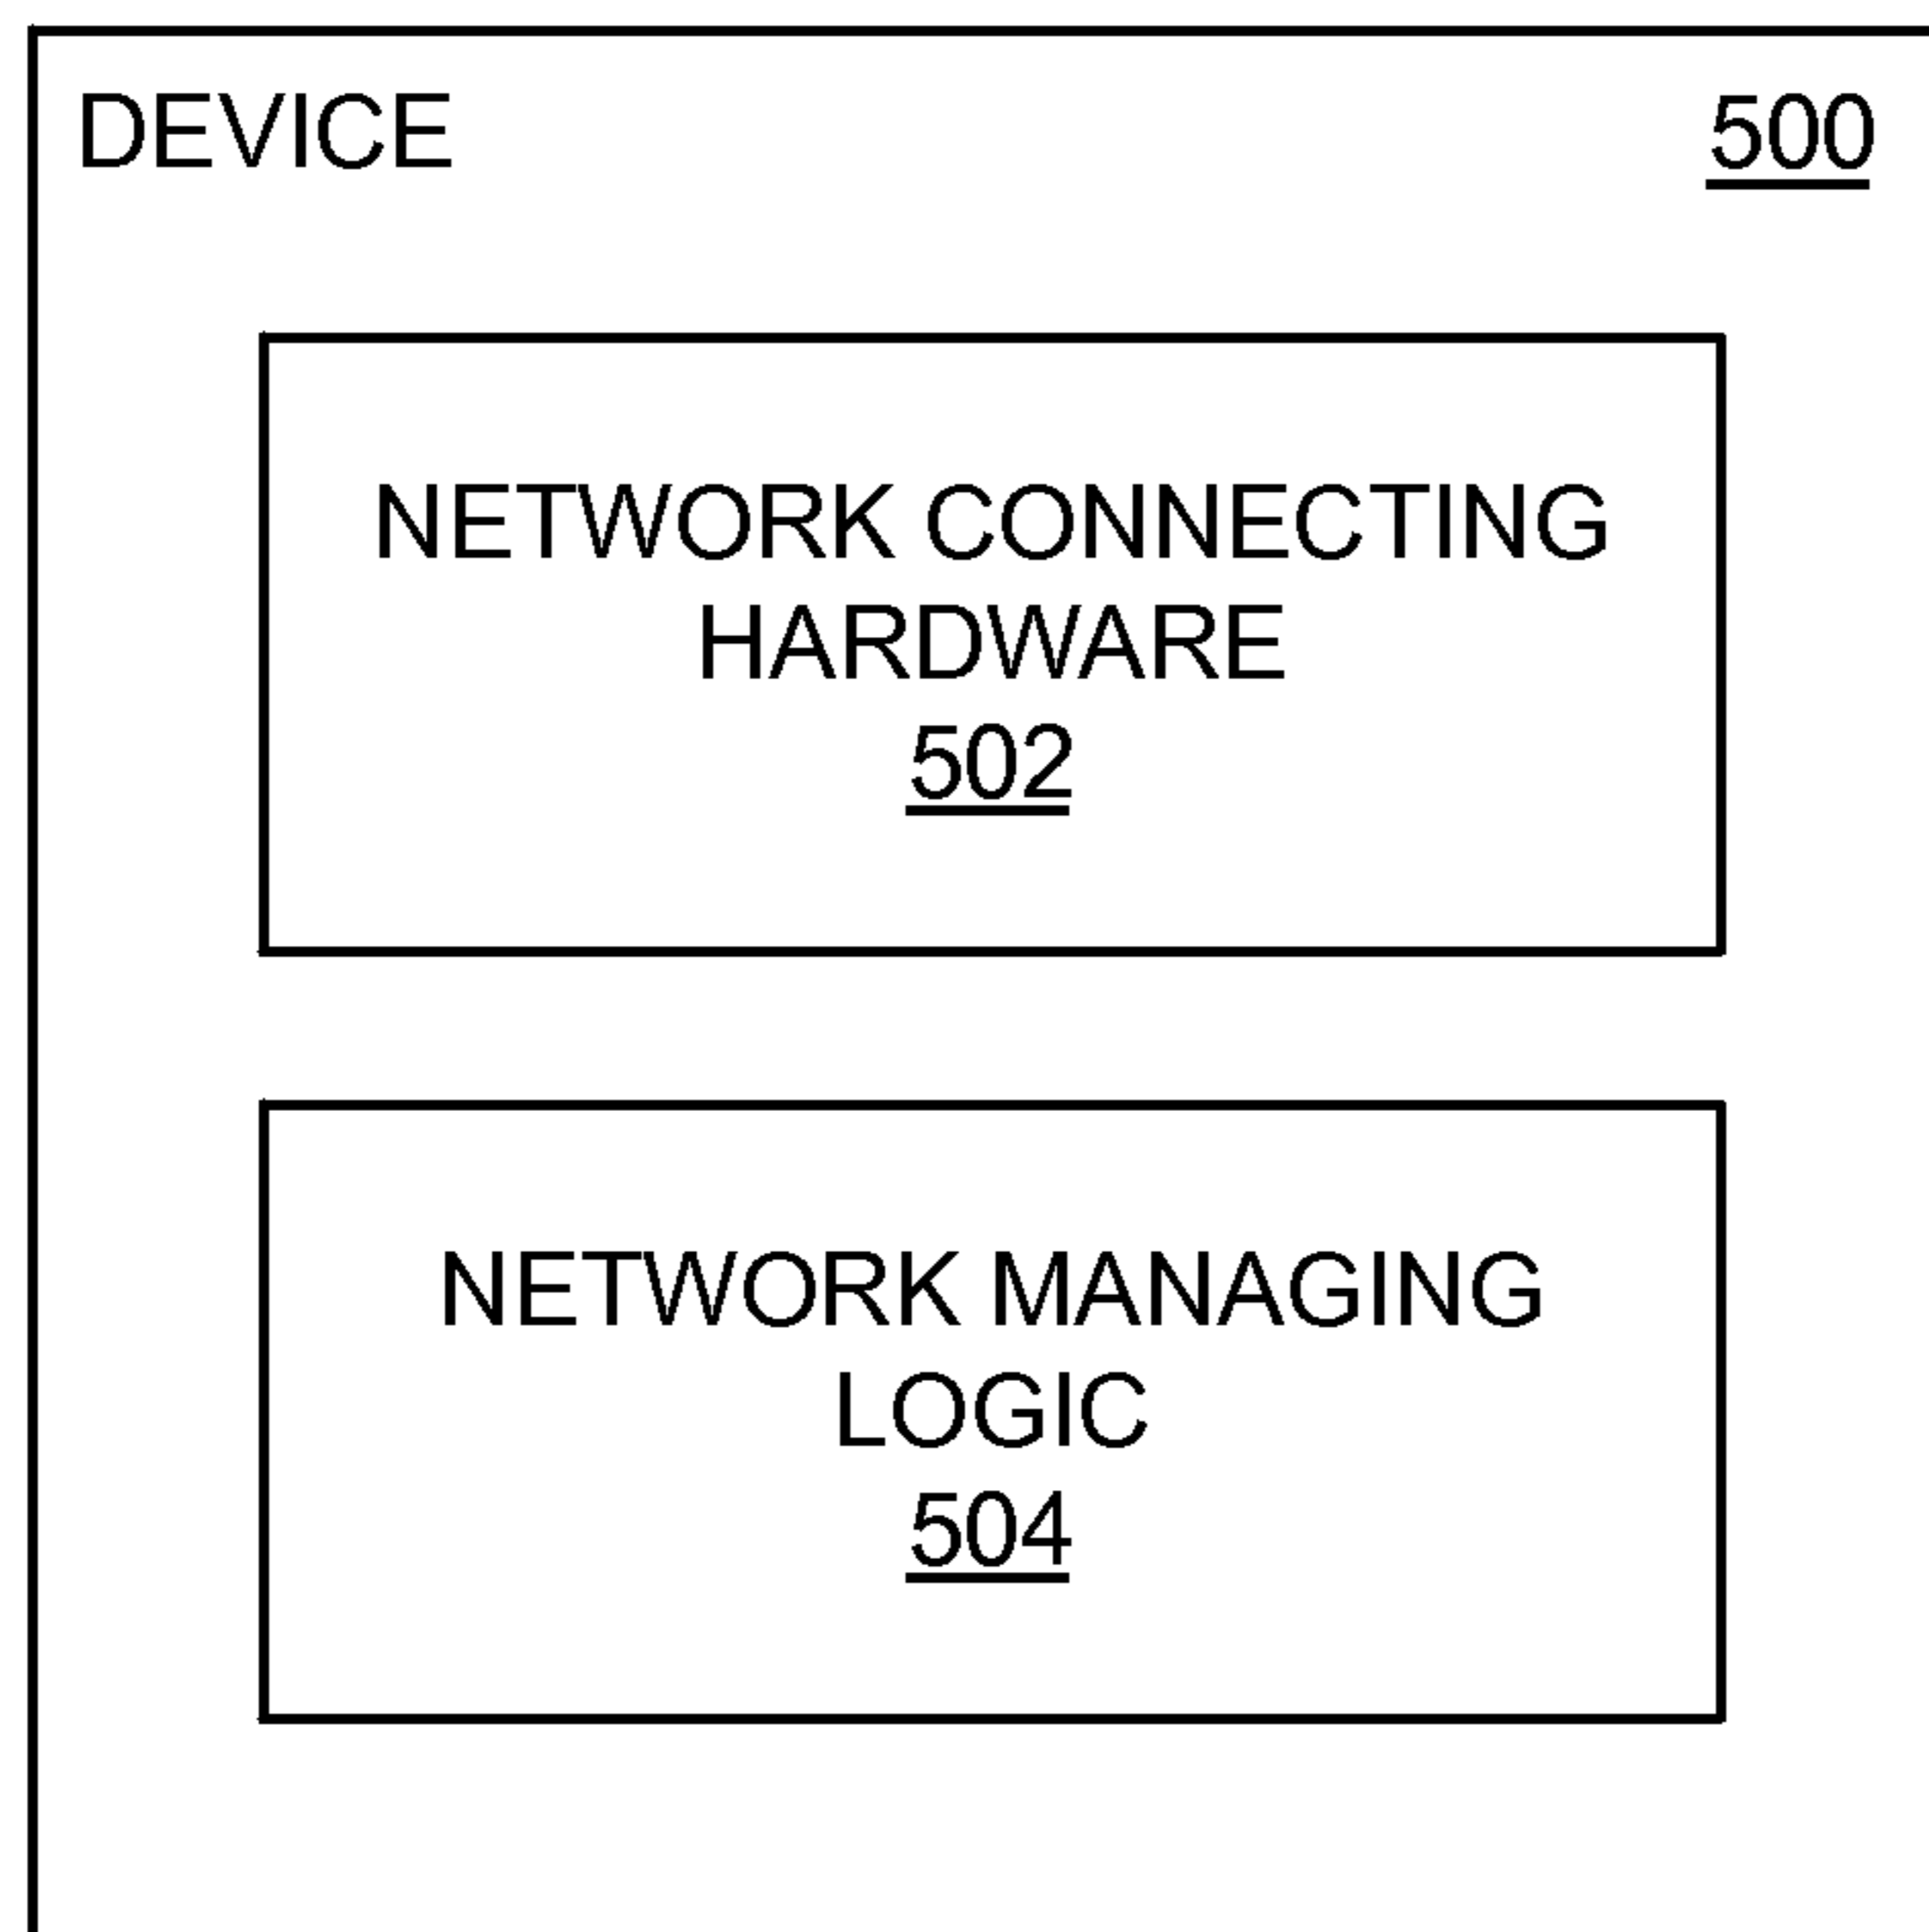 DEVICE 500
NETWORK CONNECTING
HARDWARE
502
NETWORK MANAGING
LOGIC
504